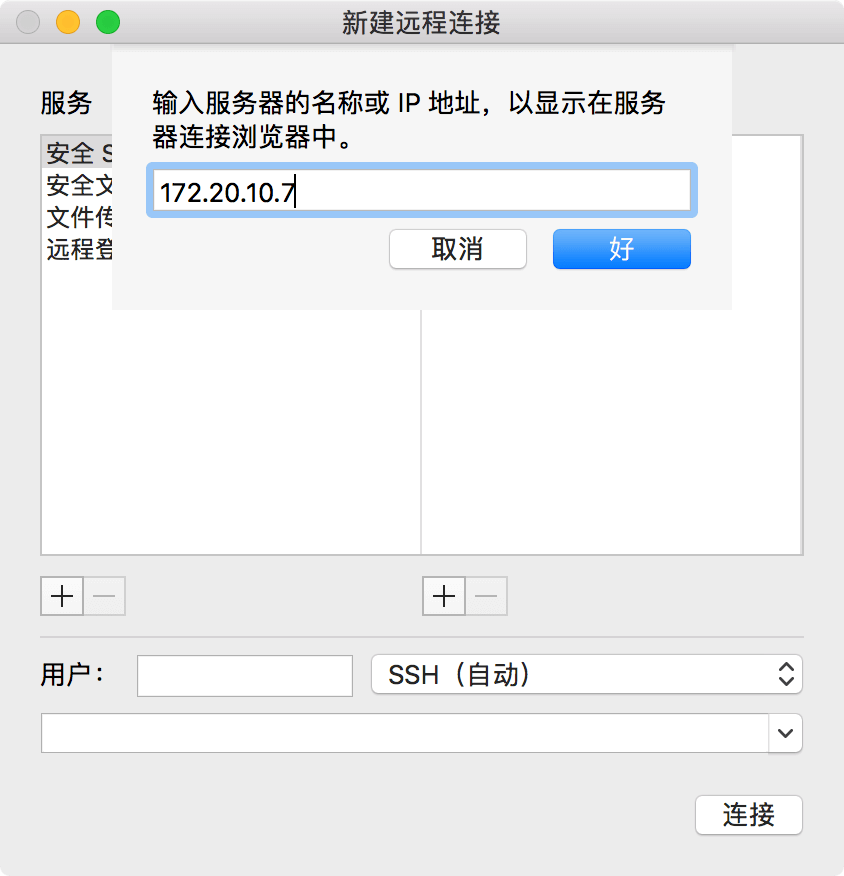 新建远程连接
服务
输入服务器的名称或 IP 地址，以显示在服务
器连接浏览器中。
安全 S
安全文
文件传
远程登
172.20.10.7
取消
好
用户：
SSH（自动）
连接